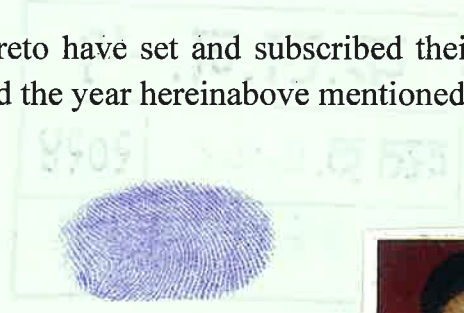 reto have set and subscribed thei
d the year hereinabove mentioned